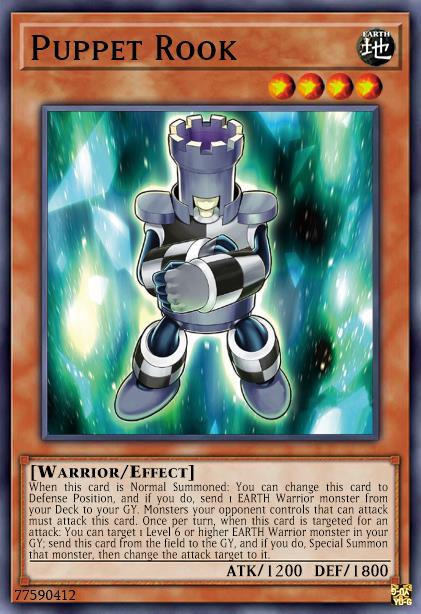 PUPPET ROOK
EARTH
地
[WARRIOR/EFFECT]
When this card is Normal Summoned: You can change this card to
Defense Position, and if you do, send 1 EARTH Warrior monster from
your Deck to your GY. Monsters your opponent controls that can attack
must attack this card. Once per turn, when this card is targeted for
an attack: You can target 1 Level 6 or higher EARTH Warrior monster in
your GY; send this card from the field to the GY, and if you do, Special Summon
that monster, then change the attack target to it.
ATK/1200 DEF/1800
77590412